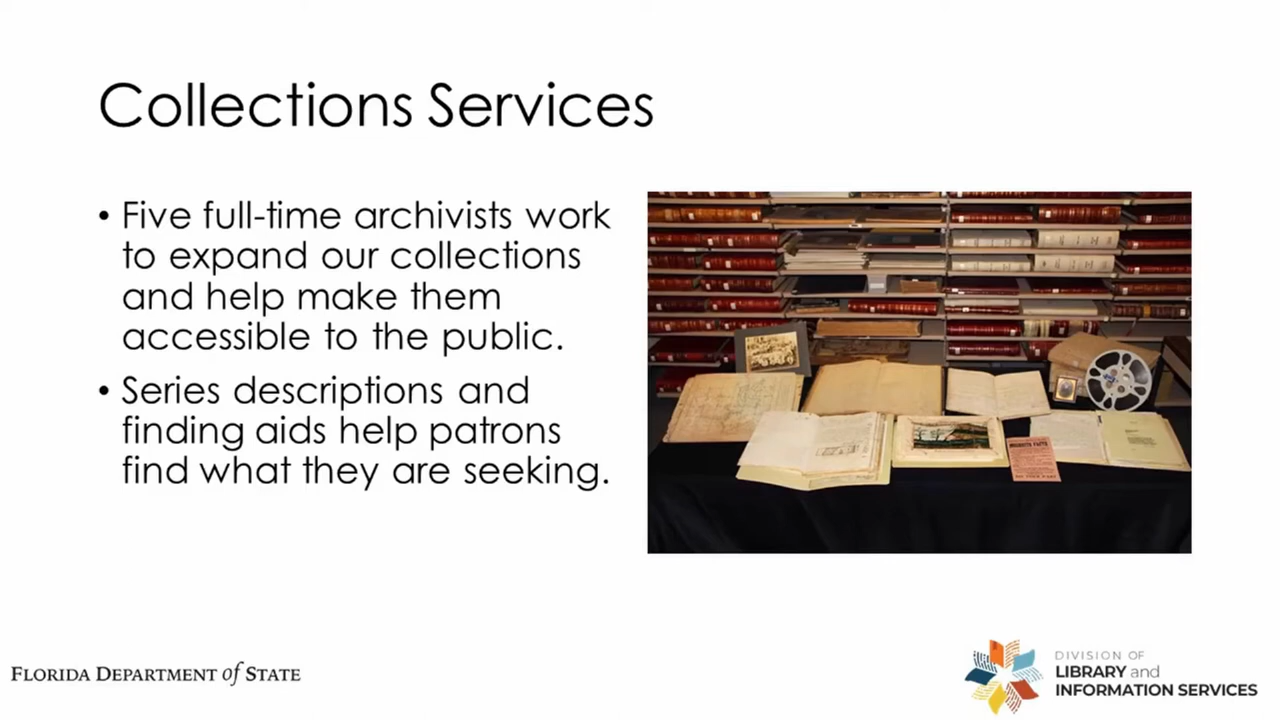 Collections Services
• Five full-time archivists work
to expand our collections
and help make them
accessible to the public.
• Series descriptions and
finding aids help patrons
find what they are seeking.
FLORIDA DEPARTMENT of STATE
DIVISION OF
LIBRARY and
INFORMATION SERVICES